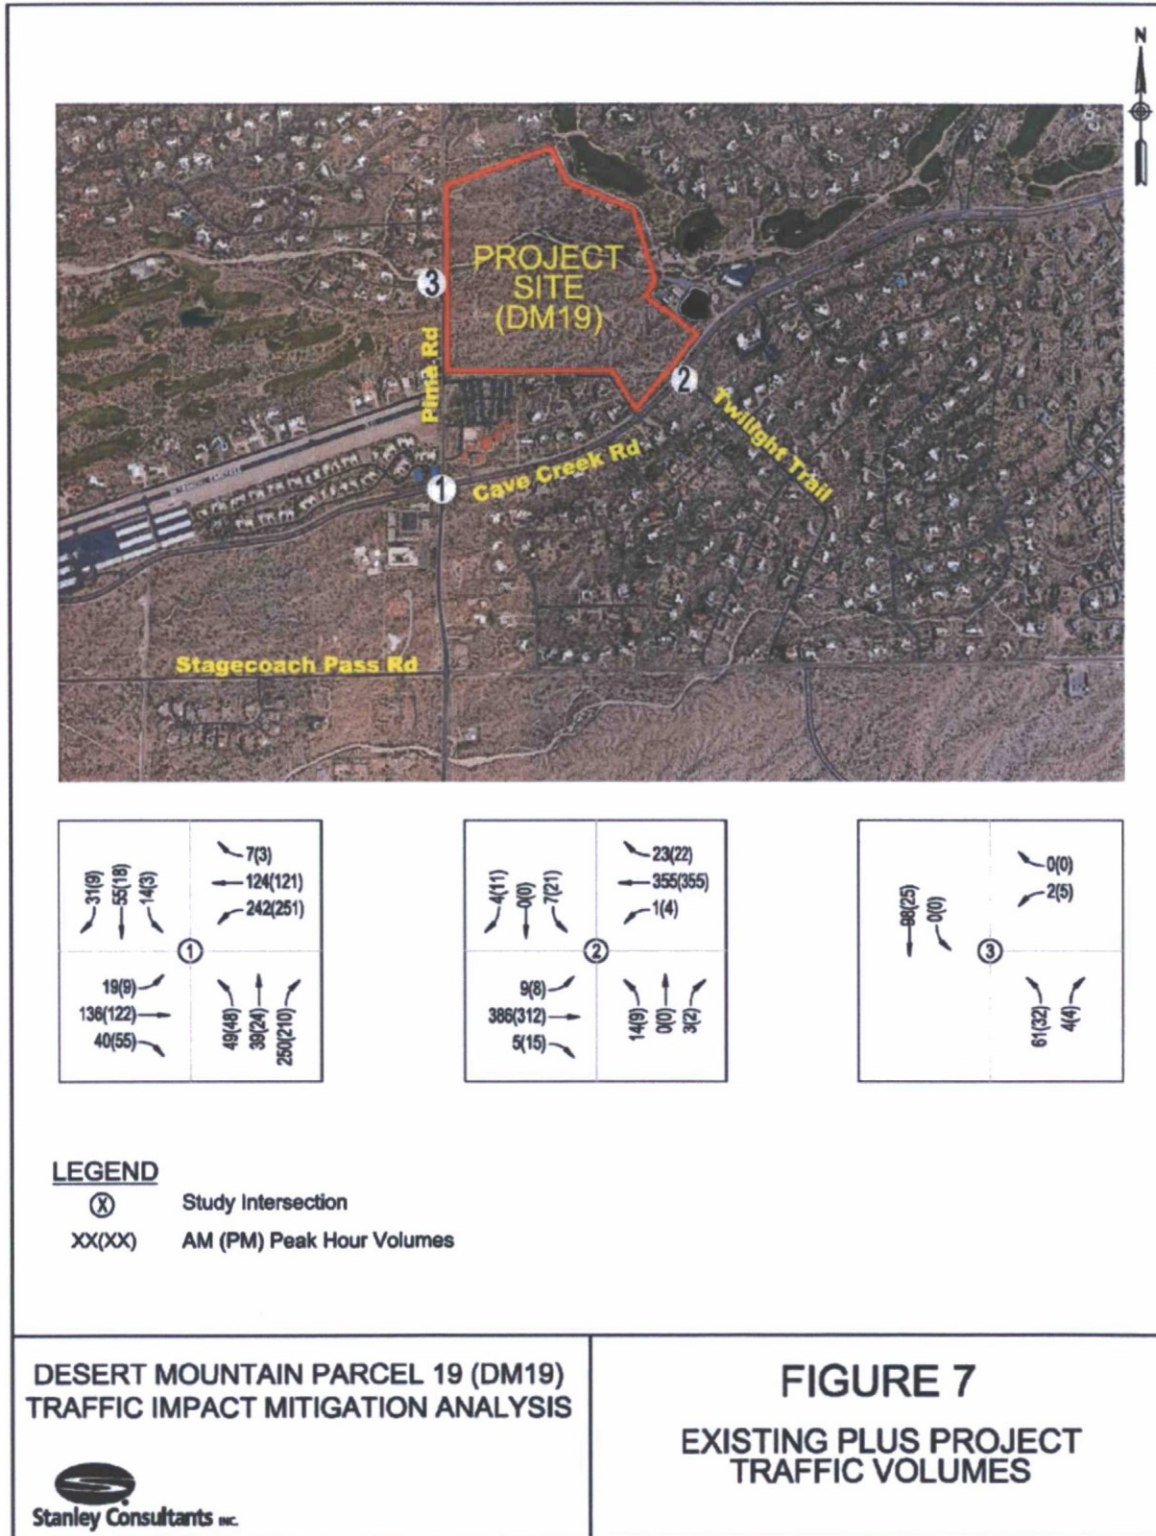 N
PROJECT
SITE
(DM19)
3
Pima Rd
2
Twilight Trail
Cave Creek Rd
1
Stagecoach Pass Rd
31(9)
55(18)
14(3)
7(3)
124(121)
242(251)
1
19(9)
136(122)
40(55)
49(48)
39(24)
250(210)
4(11)
0(0)
7(21)
23(22)
355(355)
1(4)
2
9(8)
386(312)
5(15)
14(9)
0(0)
3(2)
98(25)
0(0)
0(0)
2(5)
3
61(32)
4(4)
LEGEND
X Study Intersection
XX(XX) AM (PM) Peak Hour Volumes
DESERT MOUNTAIN PARCEL 19 (DM19)
TRAFFIC IMPACT MITIGATION ANALYSIS
Stanley Consultants INC.
FIGURE 7
EXISTING PLUS PROJECT
TRAFFIC VOLUMES